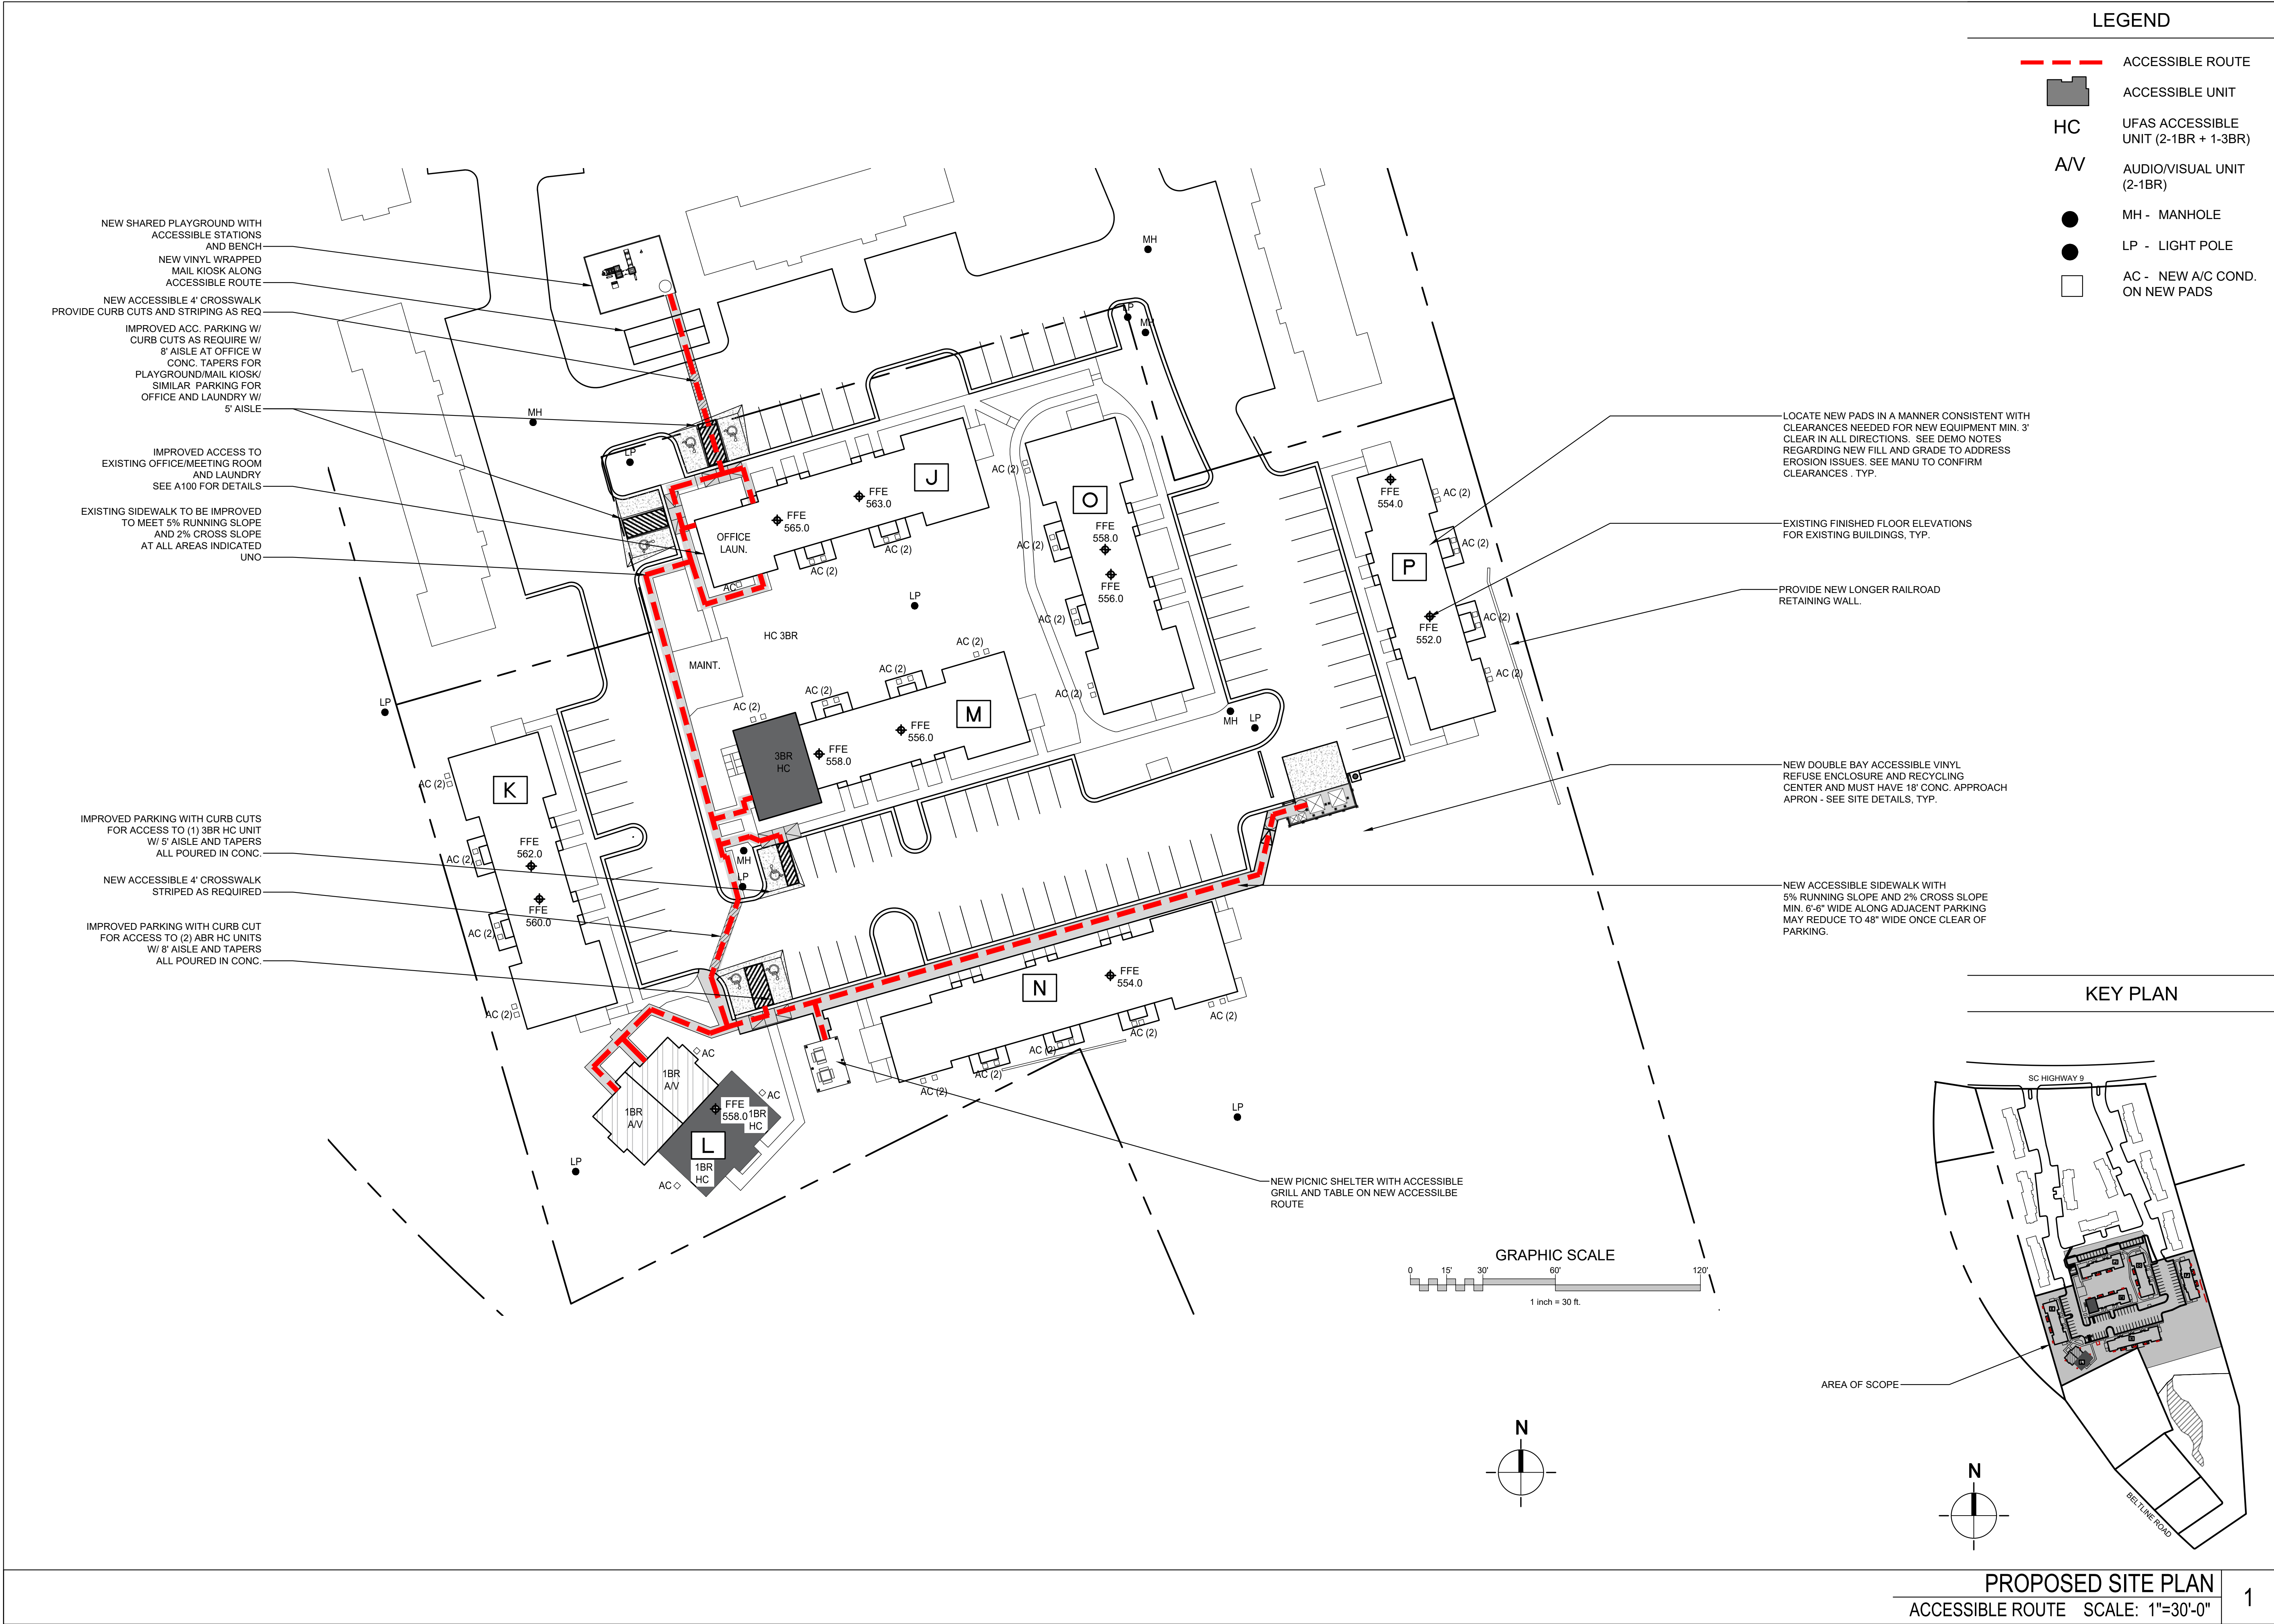 LEGEND
ACCESSIBLE ROUTE
ACCESSIBLE UNIT
HC
UFAS ACCESSIBLE
UNIT (2-1BR + 1-3BR)
A/V
AUDIO/VISUAL UNIT
(2-1BR)
MH - MANHOLE
LP - LIGHT POLE
AC - NEW A/C COND.
ON NEW PADS
NEW SHARED PLAYGROUND WITH
ACCESSIBLE STATIONS
AND BENCH
NEW VINYL WRAPPED
MAIL KIOSK ALONG
ACCESSIBLE ROUTE
NEW ACCESSIBLE 4' CROSSWALK
PROVIDE CURB CUTS AND STRIPING AS REQ
IMPROVED ACC. PARKING W/
CURB CUTS AS REQUIRE W/
8' AISLE AT OFFICE W
CONC. TAPERS FOR
PLAYGROUND/MAIL KIOSK/
SIMILAR PARKING FOR
OFFICE AND LAUNDRY W/
5' AISLE
IMPROVED ACCESS TO
EXISTING OFFICE/MEETING ROOM
AND LAUNDRY
SEE A100 FOR DETAILS
EXISTING SIDEWALK TO BE IMPROVED
TO MEET 5% RUNNING SLOPE
AND 2% CROSS SLOPE
AT ALL AREAS INDICATED
UNO
IMPROVED PARKING WITH CURB CUTS
FOR ACCESS TO (1) 3BR HC UNIT
W/ 5' AISLE AND TAPERS
ALL POURED IN CONC.
NEW ACCESSIBLE 4' CROSSWALK
STRIPED AS REQUIRED
IMPROVED PARKING WITH CURB CUT
FOR ACCESS TO (2) ABR HC UNITS
W/ 8' AISLE AND TAPERS
ALL POURED IN CONC.
MH
LP
MH
MH
LP
J
FFE
563.0
FFE
565.0
OFFICE
LAUN.
AC (2)
AC (2)
AC
LP
HC 3BR
MAINT.
O
FFE
558.0
FFE
556.0
AC (2)
AC (2)
AC (2)
AC (2)
P
FFE
554.0
FFE
552.0
AC (2)
AC (2)
AC (2)
AC (2)
MH
LP
M
FFE
556.0
FFE
558.0
3BR
HC
AC (2)
AC (2)
AC (2)
AC (2)
LP
K
FFE
562.0
FFE
560.0
AC (2)
AC (2)
AC (2)
AC (2)
MH
LP
N
FFE
554.0
AC (2)
AC (2)
AC (2)
AC (2)
AC (2)
LP
1BR
A/V
1BR
A/V
AC
AC
FFE
558.0
1BR
HC
L
1BR
HC
AC
LP
LOCATE NEW PADS IN A MANNER CONSISTENT WITH
CLEARANCES NEEDED FOR NEW EQUIPMENT MIN. 3'
CLEAR IN ALL DIRECTIONS. SEE DEMO NOTES
REGARDING NEW FILL AND GRADE TO ADDRESS
EROSION ISSUES. SEE MANU TO CONFIRM
CLEARANCES . TYP.
EXISTING FINISHED FLOOR ELEVATIONS
FOR EXISTING BUILDINGS, TYP.
PROVIDE NEW LONGER RAILROAD
RETAINING WALL.
NEW DOUBLE BAY ACCESSIBLE VINYL
REFUSE ENCLOSURE AND RECYCLING
CENTER AND MUST HAVE 18' CONC. APPROACH
APRON - SEE SITE DETAILS, TYP.
NEW ACCESSIBLE SIDEWALK WITH
5% RUNNING SLOPE AND 2% CROSS SLOPE
MIN. 6'-6" WIDE ALONG ADJACENT PARKING
MAY REDUCE TO 48" WIDE ONCE CLEAR OF
PARKING.
NEW PICNIC SHELTER WITH ACCESSIBLE
GRILL AND TABLE ON NEW ACCESSILBE
ROUTE
GRAPHIC SCALE
0 15' 30' 60' 120'
1 inch = 30 ft.
N
KEY PLAN
SC HIGHWAY 9
AREA OF SCOPE
BELTLINE ROAD
N
PROPOSED SITE PLAN
ACCESSIBLE ROUTE SCALE: 1"=30'-0"
1